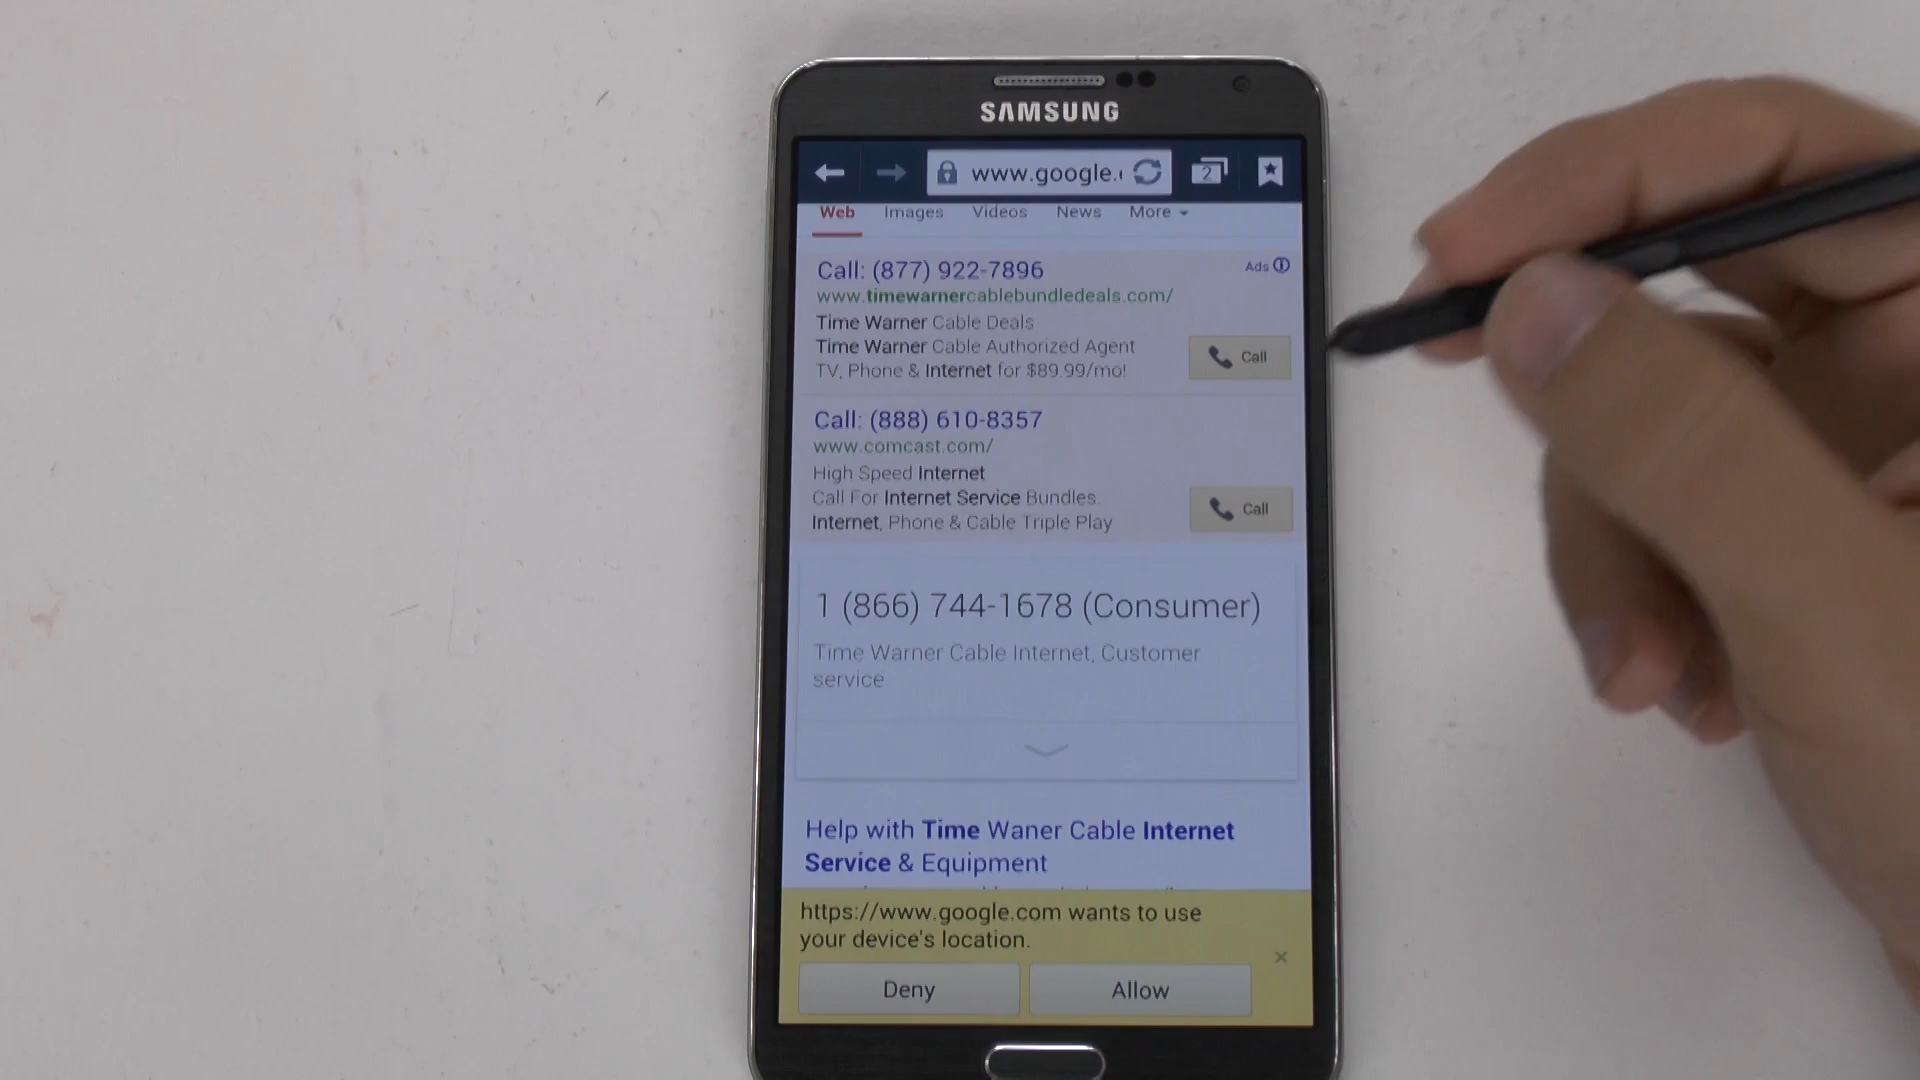 SAMSUNG
www.google.
2
Web Images Videos News More
Call: (877) 922-7896
Ads
www.timewarnercablebundledeals.com/
Time Warner Cable Deals
Time Warner Cable Authorized Agent
TV, Phone & Internet for $89.99/mo!
Call
Call: (888) 610-8357
www.comcast.com/
High Speed Internet
Call For Internet Service Bundles.
Internet, Phone & Cable Triple Play
Call
1 (866) 744-1678 (Consumer)
Time Warner Cable Internet, Customer
service
Help with Time Waner Cable Internet
Service & Equipment
https://www.google.com wants to use
your device's location.
Deny
Allow